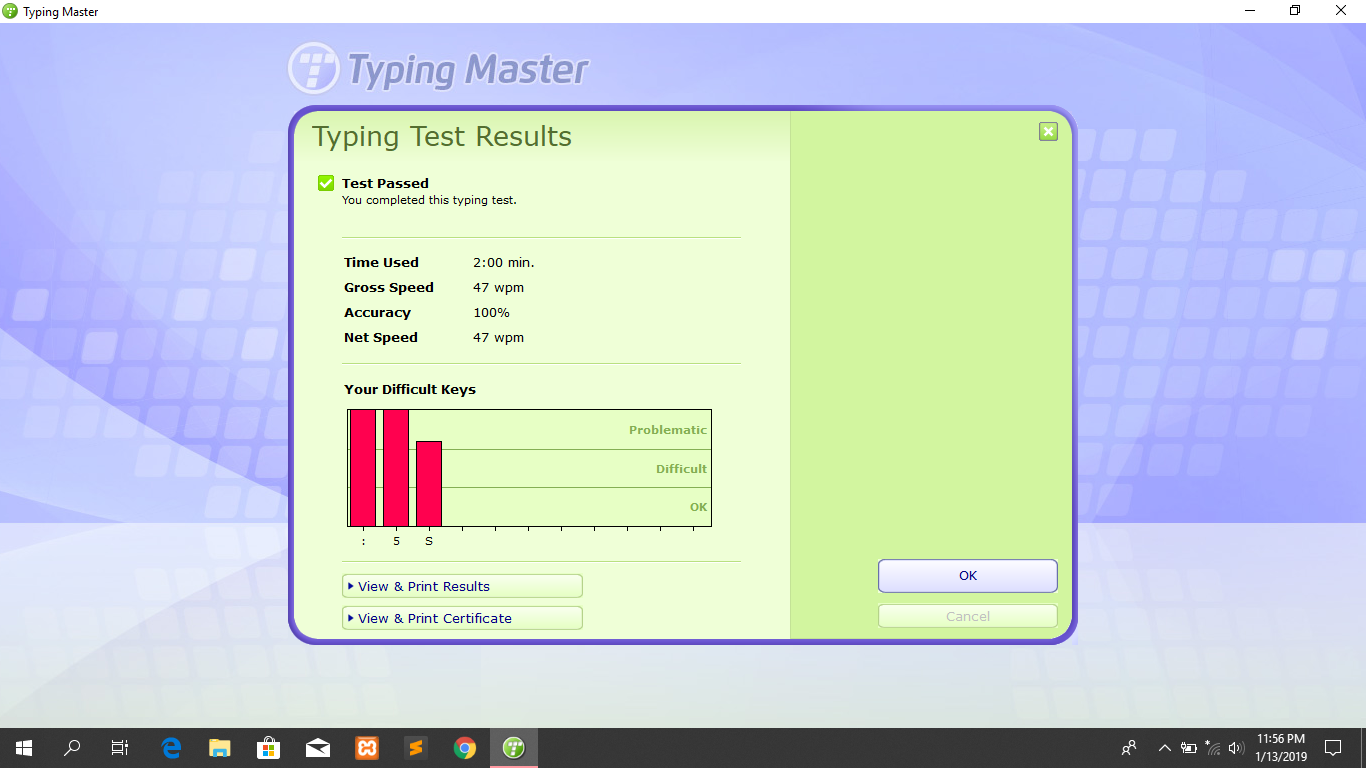 Typing Master
Typing Master
Typing Test Results
Test Passed
You completed this typing test.
Time Used 2:00 min.
Gross Speed 47 wpm
Accuracy 100%
Net Speed 47 wpm
Your Difficult Keys
Problematic
Difficult
OK
: 5 S
View & Print Results
View & Print Certificate
OK
Cancel
11:56 PM
1/13/2019